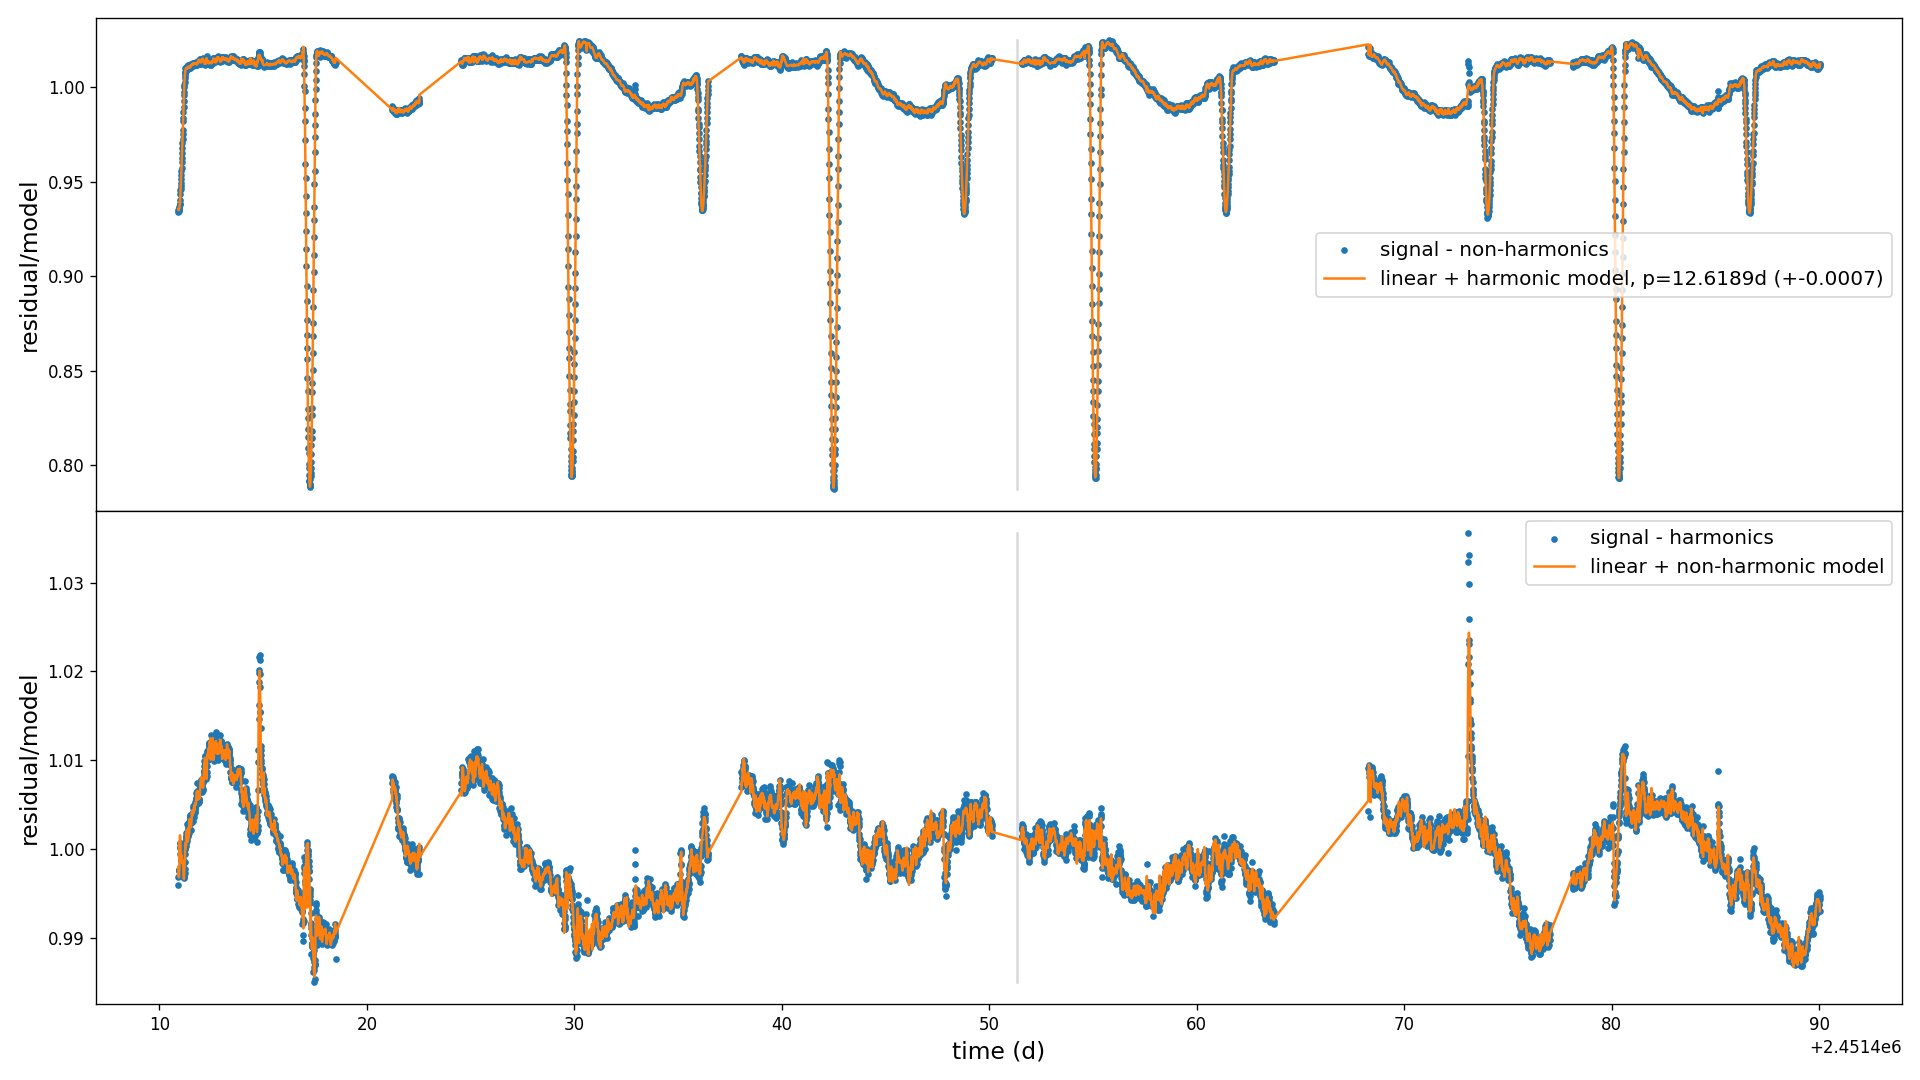 1.00
0.95
0.90
0.85
0.80
residual/model
signal - non-harmonics
linear + harmonic model, p=12.6189d (+-0.0007)
1.03
1.02
1.01
1.00
0.99
residual/model
signal - harmonics
linear + non-harmonic model
10 20 30 40 50 60 70 80 90
time (d)
+2.4514e6